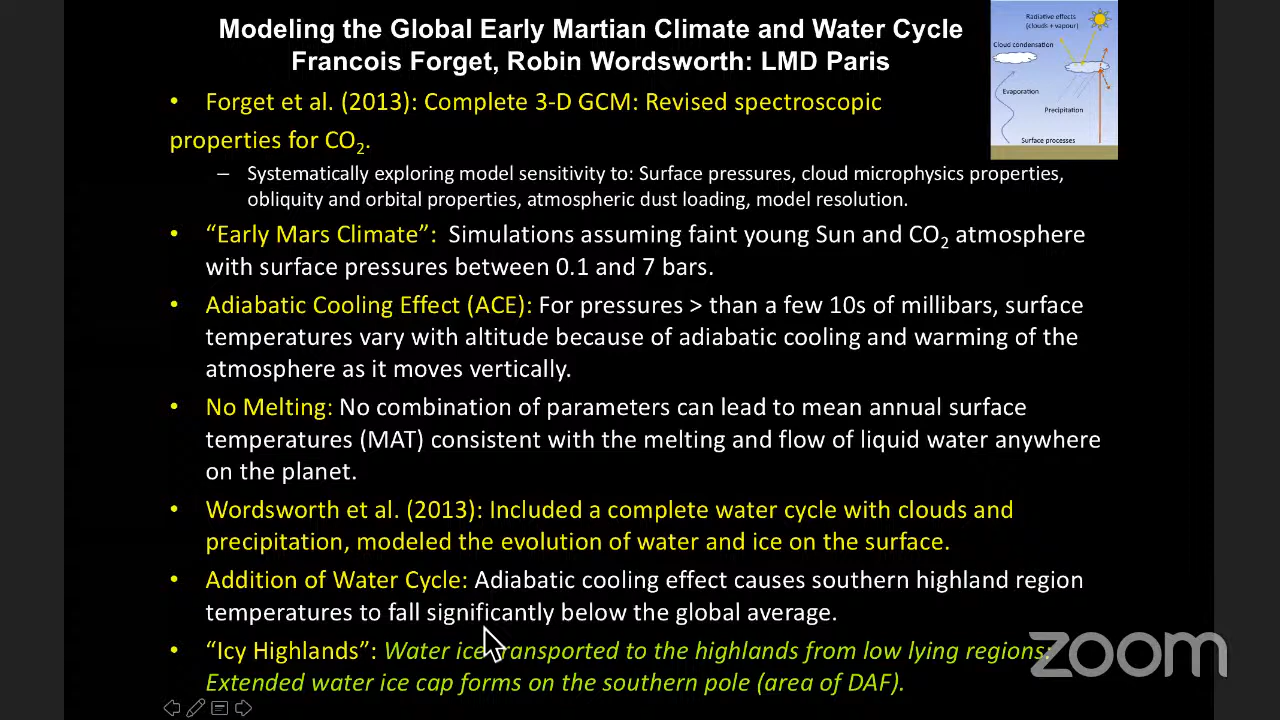 Modeling the Global Early Martian Climate and Water Cycle
Francois Forget, Robin Wordsworth: LMD Paris
Radiative effects
(clouds + vapour)
Cloud condensation
Evaporation
Precipitation
Surface processes
• Forget et al. (2013): Complete 3-D GCM: Revised spectroscopic
properties for CO2.
– Systematically exploring model sensitivity to: Surface pressures, cloud microphysics properties,
obliquity and orbital properties, atmospheric dust loading, model resolution.
• “Early Mars Climate”: Simulations assuming faint young Sun and CO2 atmosphere
with surface pressures between 0.1 and 7 bars.
• Adiabatic Cooling Effect (ACE): For pressures > than a few 10s of millibars, surface
temperatures vary with altitude because of adiabatic cooling and warming of the
atmosphere as it moves vertically.
• No Melting: No combination of parameters can lead to mean annual surface
temperatures (MAT) consistent with the melting and flow of liquid water anywhere
on the planet.
• Wordsworth et al. (2013): Included a complete water cycle with clouds and
precipitation, modeled the evolution of water and ice on the surface.
• Addition of Water Cycle: Adiabatic cooling effect causes southern highland region
temperatures to fall significantly below the global average.
• “Icy Highlands”: Water ice transported to the highlands from low lying regions:
Extended water ice cap forms on the southern pole (area of DAF).
zoom